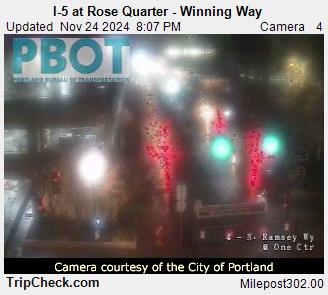 I-5 at Rose Quarter - Winning Way
Updated Nov 24 2024 8:07 PM Camera 4
PBOT
PORTLAND BUREAU OF TRANSPORTATION
4 - N. Ramsey Wy
@ One Ctr
Camera courtesy of the City of Portland
TripCheck.com Milepost302.00